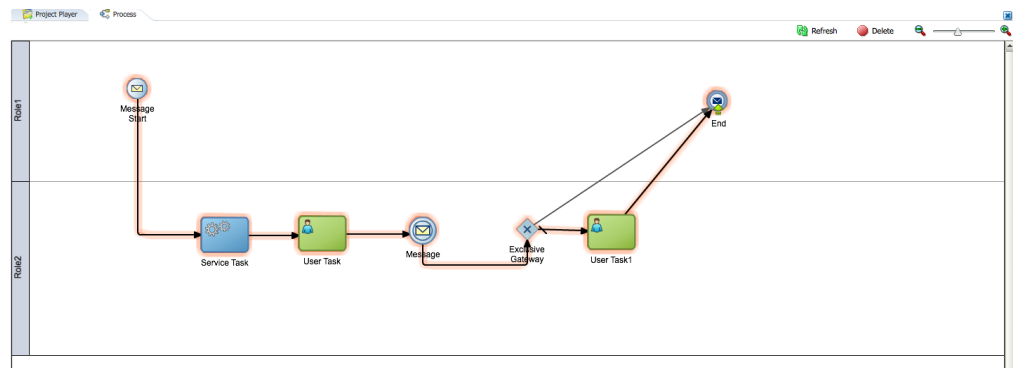 Project Player
Process
Refresh
Delete
Role1
Message
Start
End
Role2
Service Task
User Task
Message
Exclusive
Gateway
User Task1